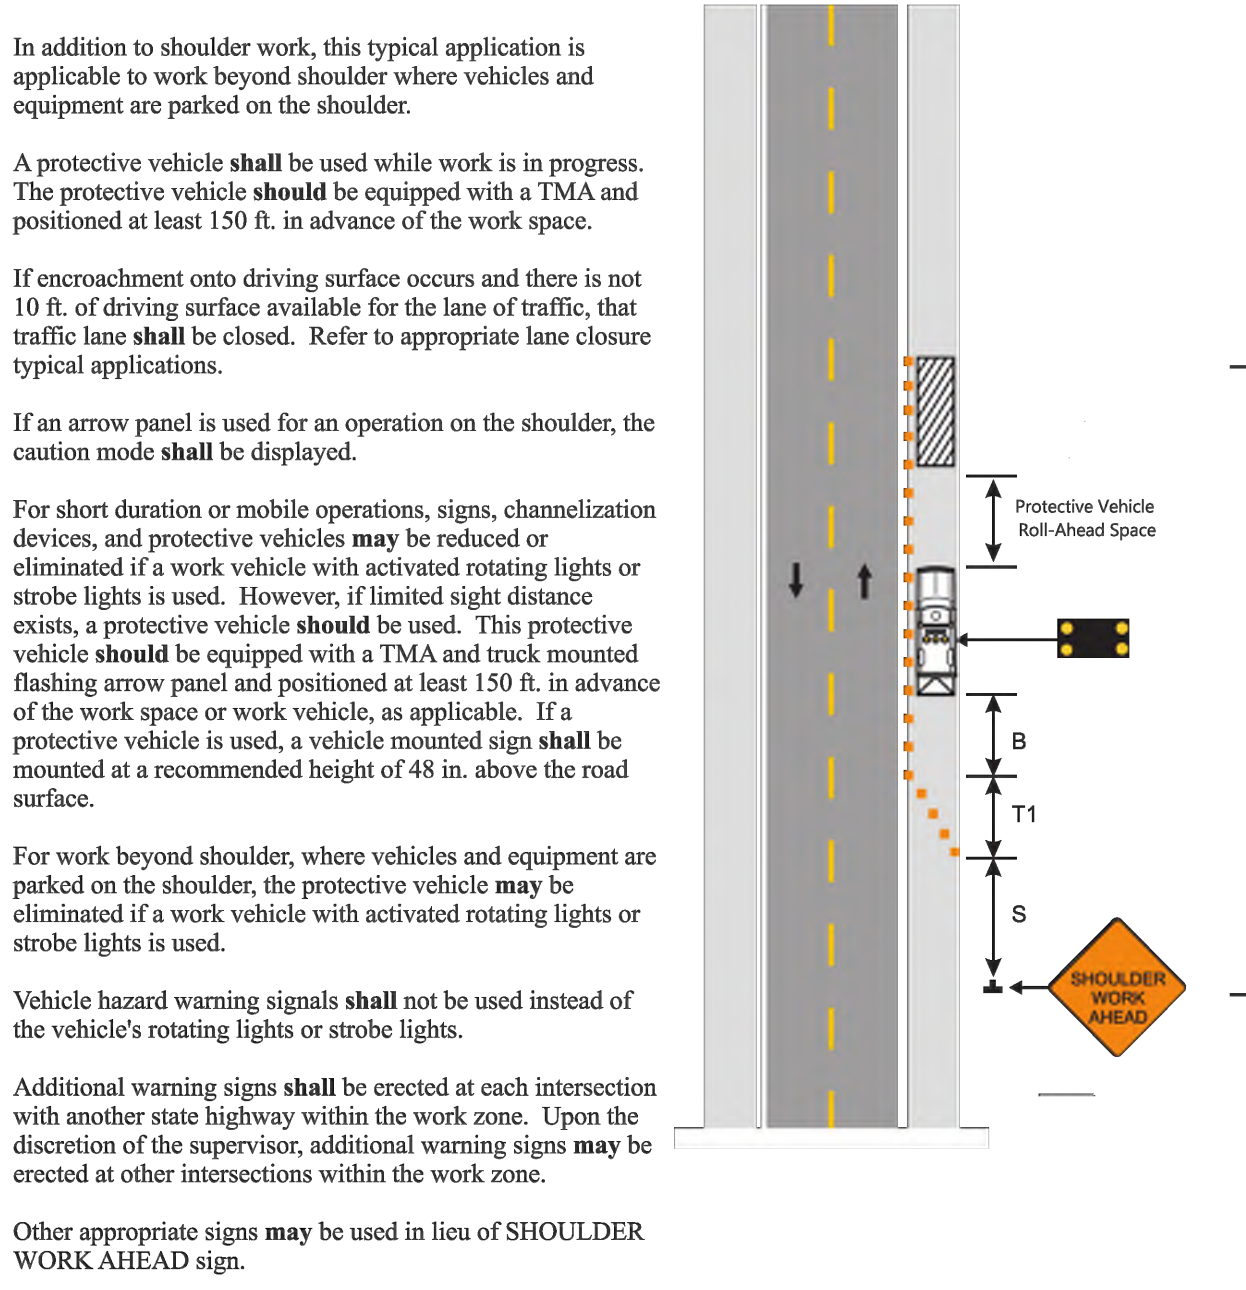 In addition to shoulder work, this typical application is
applicable to work beyond shoulder where vehicles and
equipment are parked on the shoulder.
A protective vehicle shall be used while work is in progress.
The protective vehicle should be equipped with a TMA and
positioned at least 150 ft. in advance of the work space.
If encroachment onto driving surface occurs and there is not
10 ft. of driving surface available for the lane of traffic, that
traffic lane shall be closed.  Refer to appropriate lane closure
typical applications.
If an arrow panel is used for an operation on the shoulder, the
caution mode shall be displayed.
For short duration or mobile operations, signs, channelization
devices, and protective vehicles may be reduced or
eliminated if a work vehicle with activated rotating lights or
strobe lights is used.  However, if limited sight distance
exists, a protective vehicle should be used.  This protective
vehicle should be equipped with a TMA and truck mounted
flashing arrow panel and positioned at least 150 ft. in advance
of the work space or work vehicle, as applicable.  If a
protective vehicle is used, a vehicle mounted sign shall be
mounted at a recommended height of 48 in. above the road
surface.
For work beyond shoulder, where vehicles and equipment are
parked on the shoulder, the protective vehicle may be
eliminated if a work vehicle with activated rotating lights or
strobe lights is used.
Vehicle hazard warning signals shall not be used instead of
the vehicle's rotating lights or strobe lights.
Additional warning signs shall be erected at each intersection
with another state highway within the work zone.  Upon the
discretion of the supervisor, additional warning signs may be
erected at other intersections within the work zone.
Other appropriate signs may be used in lieu of SHOULDER
WORK AHEAD sign.
Protective Vehicle
Roll-Ahead Space
B
T1
S
SHOULDER
WORK
AHEAD